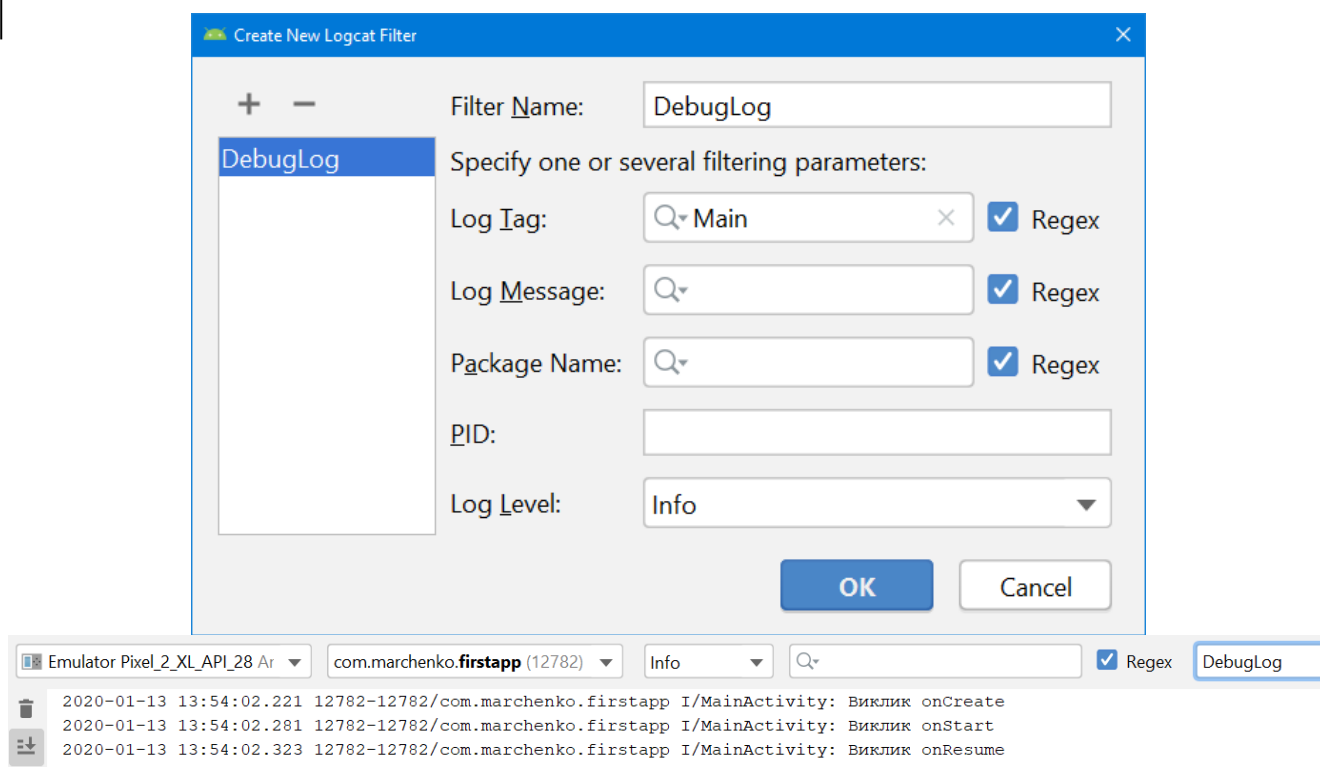 Create New Logcat Filter
Filter Name: DebugLog
DebugLog
Specify one or several filtering parameters:
Log Tag: Main Regex
Log Message: Regex
Package Name: Regex
PID:
Log Level: Info
OK Cancel
Emulator Pixel_2_XL_API_28 Ar com.marchenko.firstapp (12782) Info Regex DebugLog
2020-01-13 13:54:02.221 12782-12782/com.marchenko.firstapp I/MainActivity: Виклик onCreate
2020-01-13 13:54:02.281 12782-12782/com.marchenko.firstapp I/MainActivity: Виклик onStart
2020-01-13 13:54:02.323 12782-12782/com.marchenko.firstapp I/MainActivity: Виклик onResume